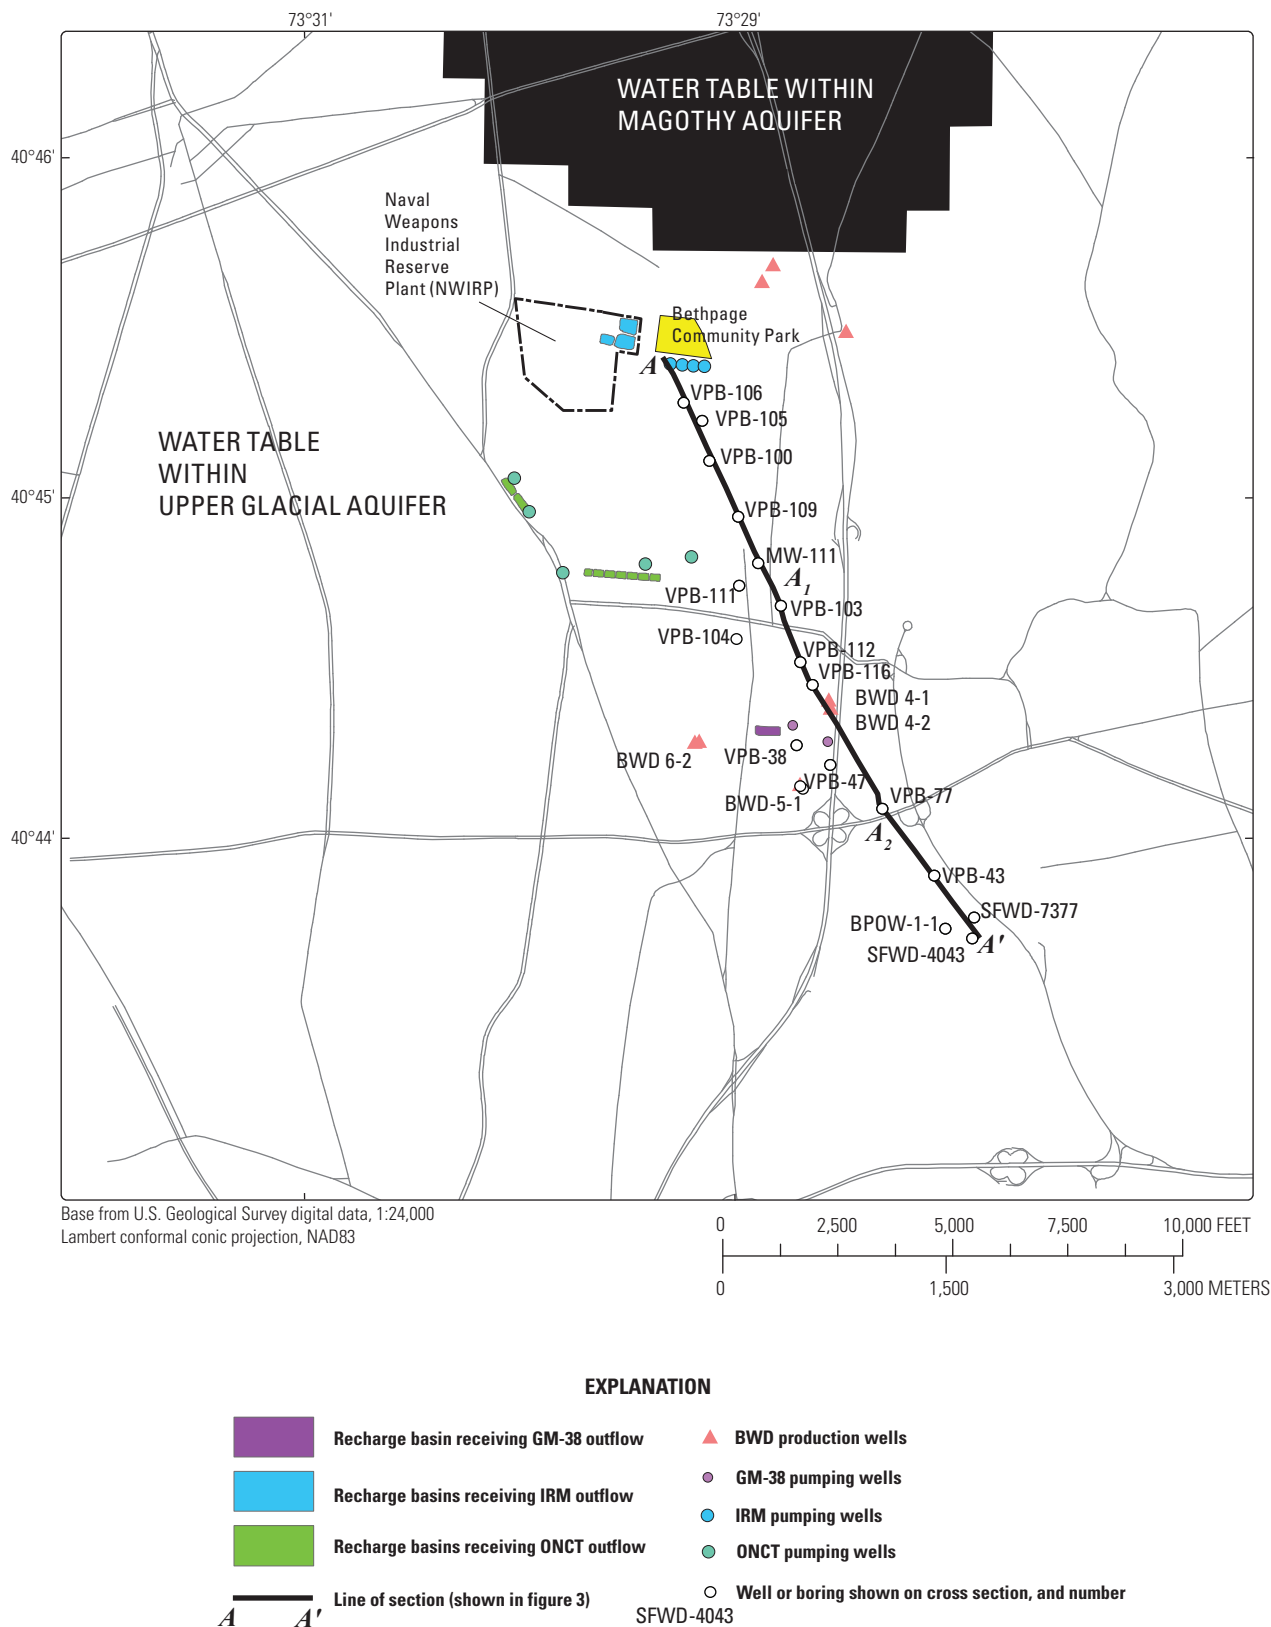 73°31'
73°29'
WATER TABLE WITHIN
MAGOTHY AQUIFER
40°46'
Naval
Weapons
Industrial
Reserve
Plant (NWIRP)
Bethpage
Community Park
A
VPB-106
VPB-105
WATER TABLE
WITHIN
UPPER GLACIAL AQUIFER
VPB-100
40°45'
VPB-109
MW-111
A1
VPB-111
VPB-103
VPB-104
VPB-112
VPB-116
BWD 4-1
BWD 4-2
BWD 6-2
VPB-38
VPB-47
BWD-5-1
VPB-77
40°44'
A2
VPB-43
SFWD-7377
BPOW-1-1
SFWD-4043
A'
Base from U.S. Geological Survey digital data, 1:24,000
Lambert conformal conic projection, NAD83
0 2,500 5,000 7,500 10,000 FEET
0 1,500 3,000 METERS
EXPLANATION
Recharge basin receiving GM-38 outflow
Recharge basins receiving IRM outflow
Recharge basins receiving ONCT outflow
Line of section (shown in figure 3)
A A'
BWD production wells
GM-38 pumping wells
IRM pumping wells
ONCT pumping wells
Well or boring shown on cross section, and number
SFWD-4043